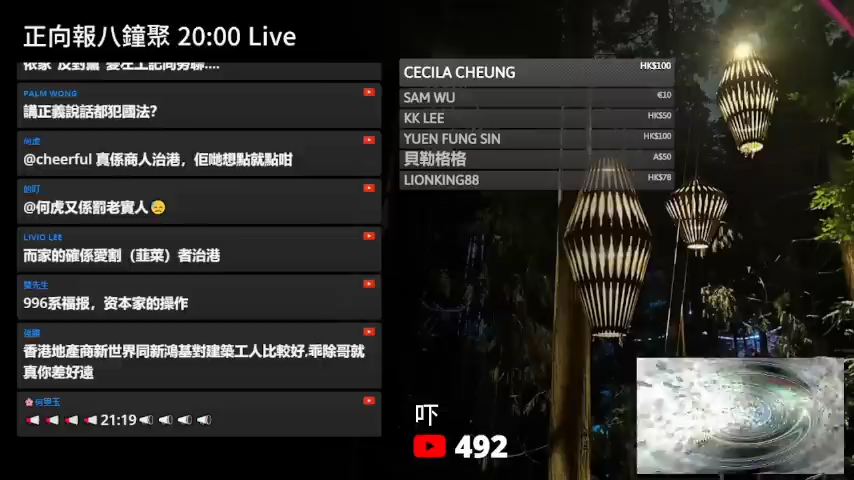 正向報八鐘聚 20:00 Live
PALM WONG
講正義說話都犯國法?
何虎
@cheerful 真係商人治港，佢哋想點就點咁
的叮
@何虎又係罰老實人😓
LIVIO LEE
而家的確係愛割（韮菜）者治港
996系福报，资本家的操作
香港地產商新世界同新鴻基對建築工人比較好.乖除哥就
真你差好遠
21:19
CECILA CHEUNG HK$100
SAM WU €10
KK LEE HK$50
YUEN FUNG SIN HK$100
貝勒格格 A$50
LIONKING88 HK$78
吓
492